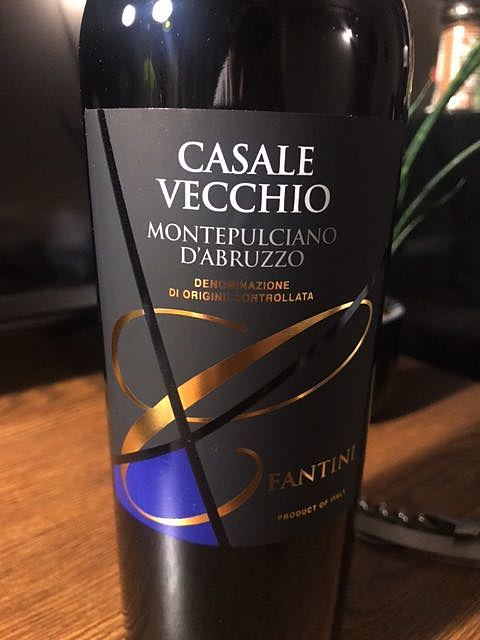 CASALE
VECCHIO
MONTEPULCIANO
D'ABRUZZO
DENOMINAZIONE
DI ORIGINE CONTROLLATA
FANTINI
PRODUCT OF ITALY